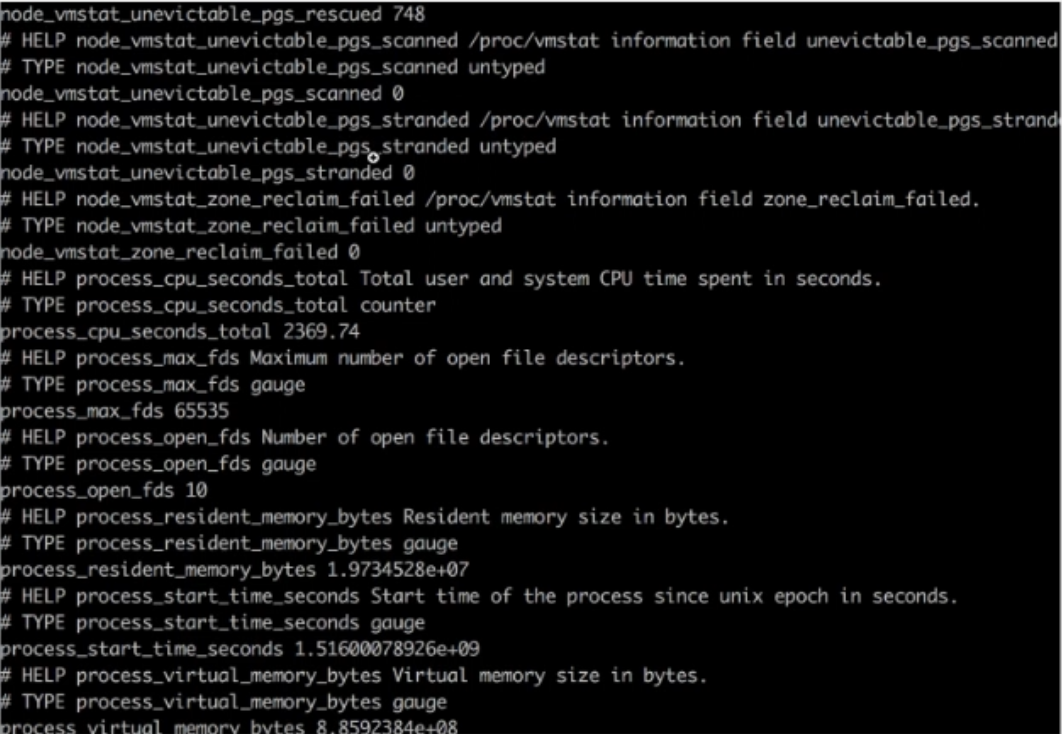 node_vmstat_unevictable_pgs_rescued 748
# HELP node_vmstat_unevictable_pgs_scanned /proc/vmstat information field unevictable_pgs_scanned
# TYPE node_vmstat_unevictable_pgs_scanned untyped
node_vmstat_unevictable_pgs_scanned 0
# HELP node_vmstat_unevictable_pgs_stranded /proc/vmstat information field unevictable_pgs_strand
# TYPE node_vmstat_unevictable_pgs_stranded untyped
node_vmstat_unevictable_pgs_stranded 0
# HELP node_vmstat_zone_reclaim_failed /proc/vmstat information field zone_reclaim_failed.
# TYPE node_vmstat_zone_reclaim_failed untyped
node_vmstat_zone_reclaim_failed 0
# HELP process_cpu_seconds_total Total user and system CPU time spent in seconds.
# TYPE process_cpu_seconds_total counter
process_cpu_seconds_total 2369.74
# HELP process_max_fds Maximum number of open file descriptors.
# TYPE process_max_fds gauge
process_max_fds 65535
# HELP process_open_fds Number of open file descriptors.
# TYPE process_open_fds gauge
process_open_fds 10
# HELP process_resident_memory_bytes Resident memory size in bytes.
# TYPE process_resident_memory_bytes gauge
process_resident_memory_bytes 1.9734528e+07
# HELP process_start_time_seconds Start time of the process since unix epoch in seconds.
# TYPE process_start_time_seconds gauge
process_start_time_seconds 1.51600078926e+09
# HELP process_virtual_memory_bytes Virtual memory size in bytes.
# TYPE process_virtual_memory_bytes gauge
process_virtual_memory_bytes 8.8592384e+08